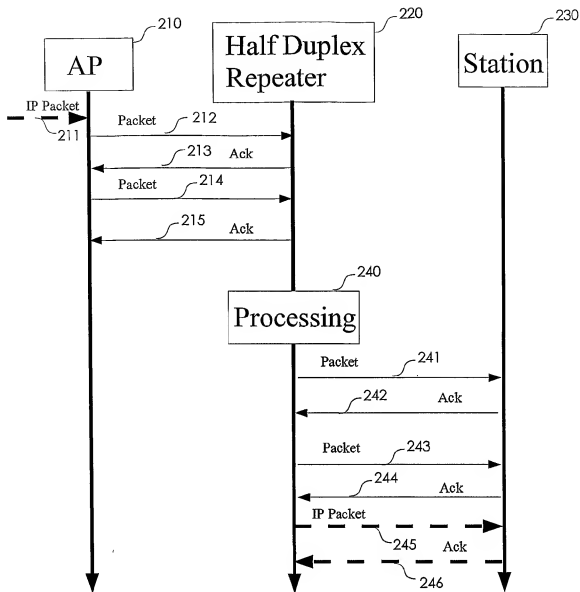 210
220
230
AP
Half Duplex
Repeater
Station
IP Packet
211
Packet
212
213
Ack
Packet
214
215
Ack
240
Processing
Packet
241
242
Ack
Packet
243
244
Ack
IP Packet
245
Ack
246